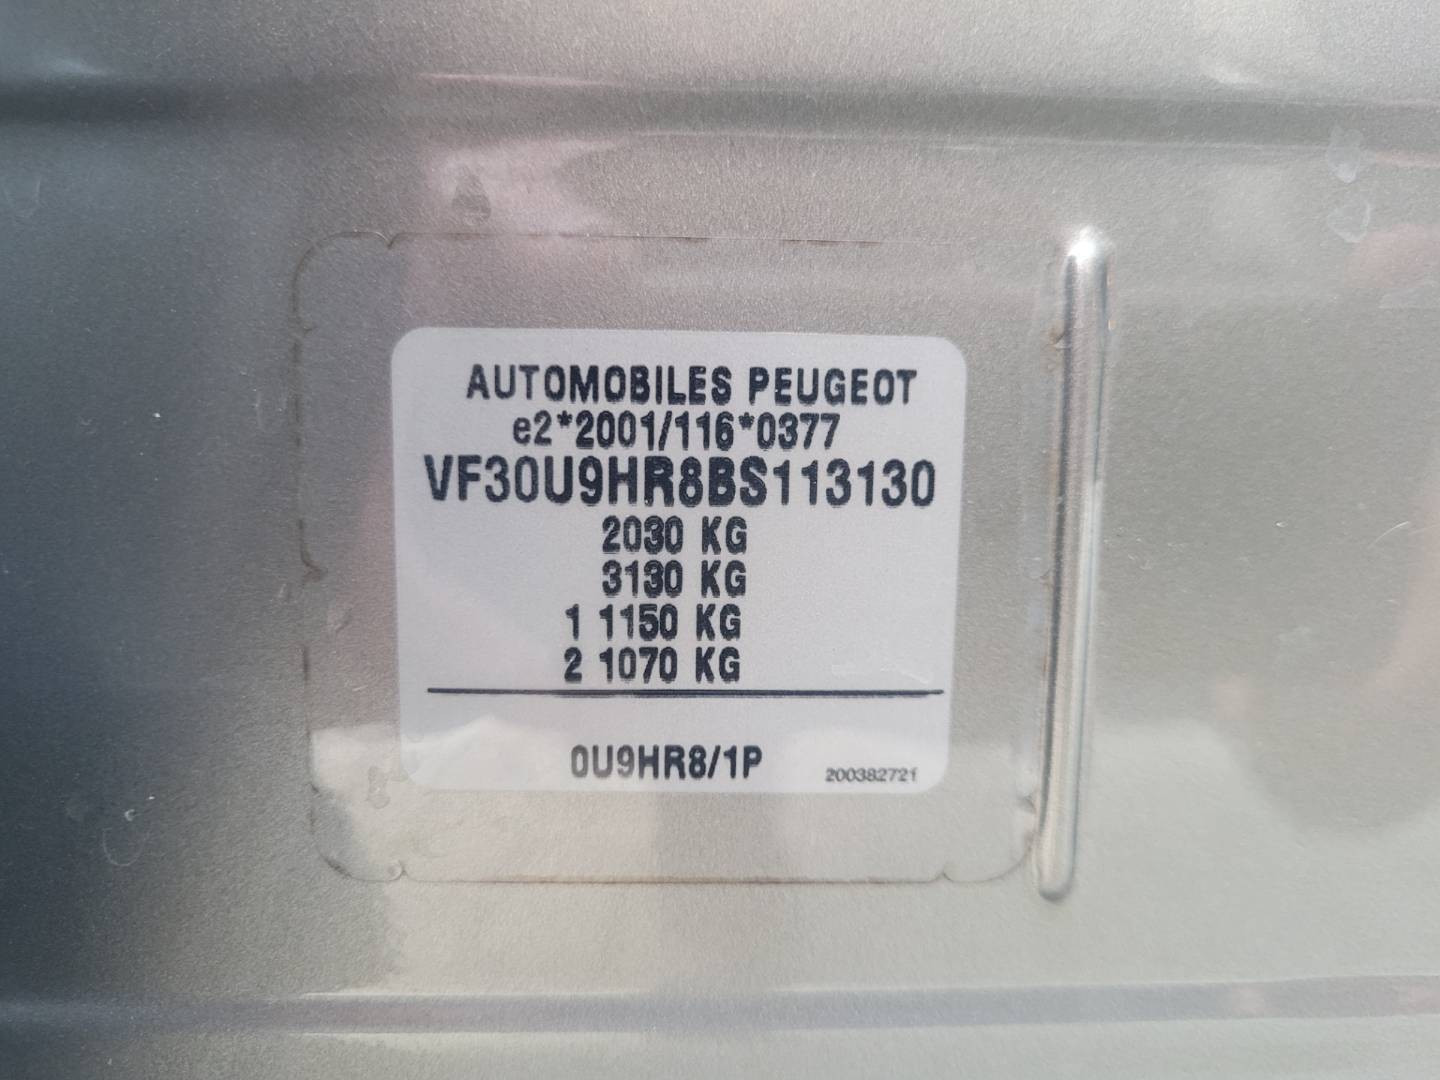 AUTOMOBILES PEUGEOT
e2*2001/116*0377
VF30U9HR8BS113130
2030 KG
3130 KG
1 1150 KG
2 1070 KG
0U9HR8/1P
200382721